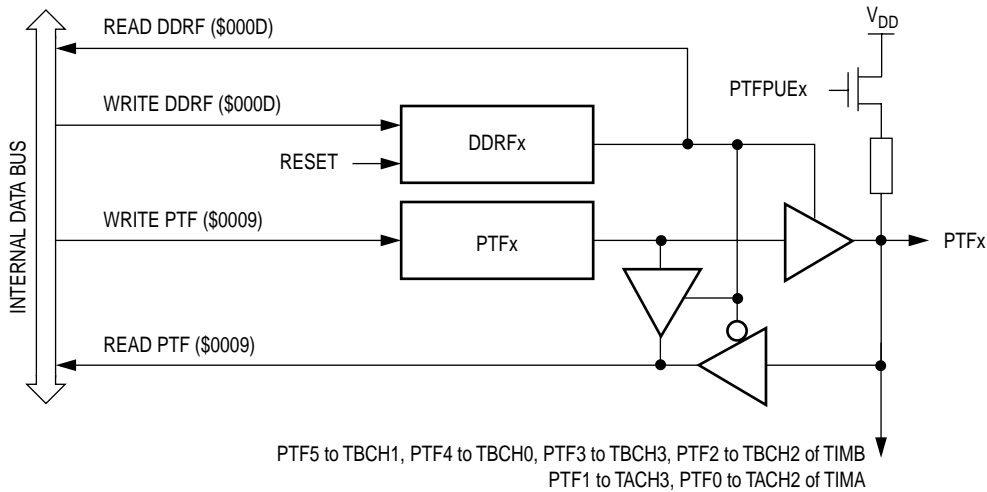 READ DDRF ($000D)
V_DD
WRITE DDRF ($000D)
PTFPUEx
DDRFx
RESET
WRITE PTF ($0009)
PTFx
PTFx
INTERNAL DATA BUS
READ PTF ($0009)
PTF5 to TBCH1, PTF4 to TBCH0, PTF3 to TBCH3, PTF2 to TBCH2 of TIMB
PTF1 to TACH3, PTF0 to TACH2 of TIMA